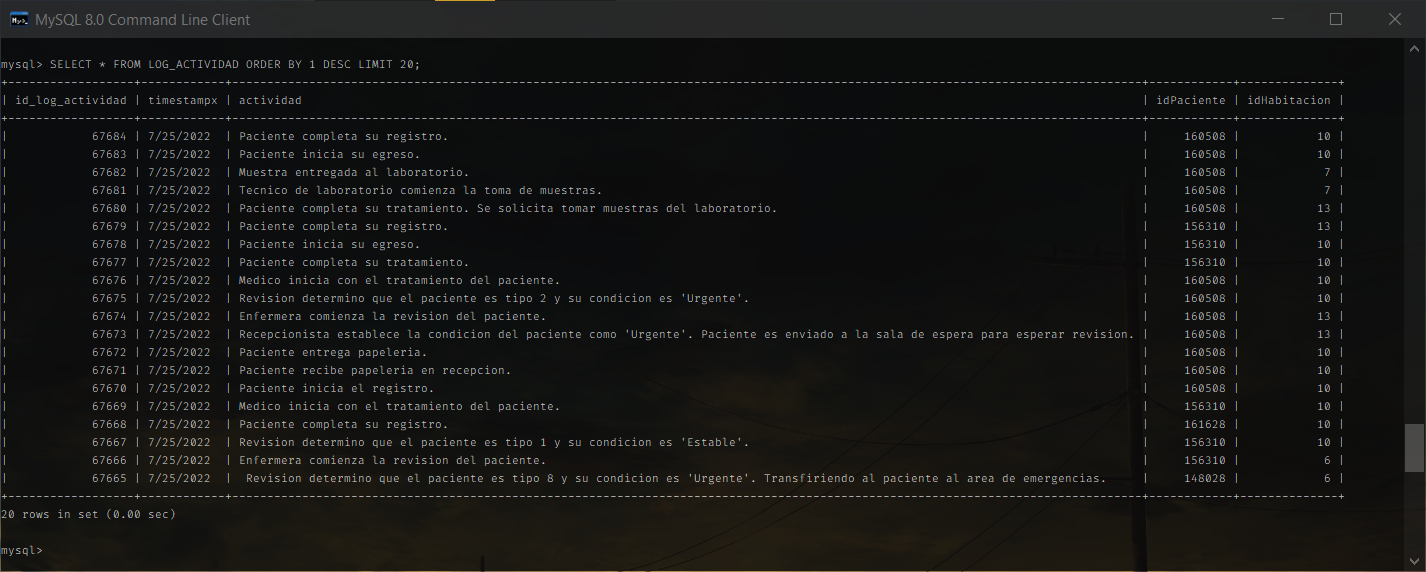 MySQL 8.0 Command Line Client
mysql> SELECT * FROM LOG_ACTIVIDAD ORDER BY 1 DESC LIMIT 20;
| id_log_actividad | timestampx | actividad | idPaciente | idHabitacion |
| 67684 | 7/25/2022 | Paciente completa su registro. | 160508 | 10 |
| 67683 | 7/25/2022 | Paciente inicia su egreso. | 160508 | 10 |
| 67682 | 7/25/2022 | Muestra entregada al laboratorio. | 160508 | 7 |
| 67681 | 7/25/2022 | Tecnico de laboratorio comienza la toma de muestras. | 160508 | 7 |
| 67680 | 7/25/2022 | Paciente completa su tratamiento. Se solicita tomar muestras del laboratorio. | 160508 | 13 |
| 67679 | 7/25/2022 | Paciente completa su registro. | 156310 | 13 |
| 67678 | 7/25/2022 | Paciente inicia su egreso. | 156310 | 10 |
| 67677 | 7/25/2022 | Paciente completa su tratamiento. | 156310 | 10 |
| 67676 | 7/25/2022 | Medico inicia con el tratamiento del paciente. | 160508 | 10 |
| 67675 | 7/25/2022 | Revision determino que el paciente es tipo 2 y su condicion es 'Urgente'. | 160508 | 10 |
| 67674 | 7/25/2022 | Enfermera comienza la revision del paciente. | 160508 | 13 |
| 67673 | 7/25/2022 | Recepcionista establece la condicion del paciente como 'Urgente'. Paciente es enviado a la sala de espera para esperar revision. | 160508 | 13 |
| 67672 | 7/25/2022 | Paciente entrega papeleria. | 160508 | 10 |
| 67671 | 7/25/2022 | Paciente recibe papeleria en recepcion. | 160508 | 10 |
| 67670 | 7/25/2022 | Paciente inicia el registro. | 160508 | 10 |
| 67669 | 7/25/2022 | Medico inicia con el tratamiento del paciente. | 156310 | 10 |
| 67668 | 7/25/2022 | Paciente completa su registro. | 161628 | 10 |
| 67667 | 7/25/2022 | Revision determino que el paciente es tipo 1 y su condicion es 'Estable'. | 156310 | 10 |
| 67666 | 7/25/2022 | Enfermera comienza la revision del paciente. | 156310 | 6 |
| 67665 | 7/25/2022 | Revision determino que el paciente es tipo 8 y su condicion es 'Urgente'. Transfiriendo al paciente al area de emergencias. | 148028 | 6 |
20 rows in set (0.00 sec)
mysql>